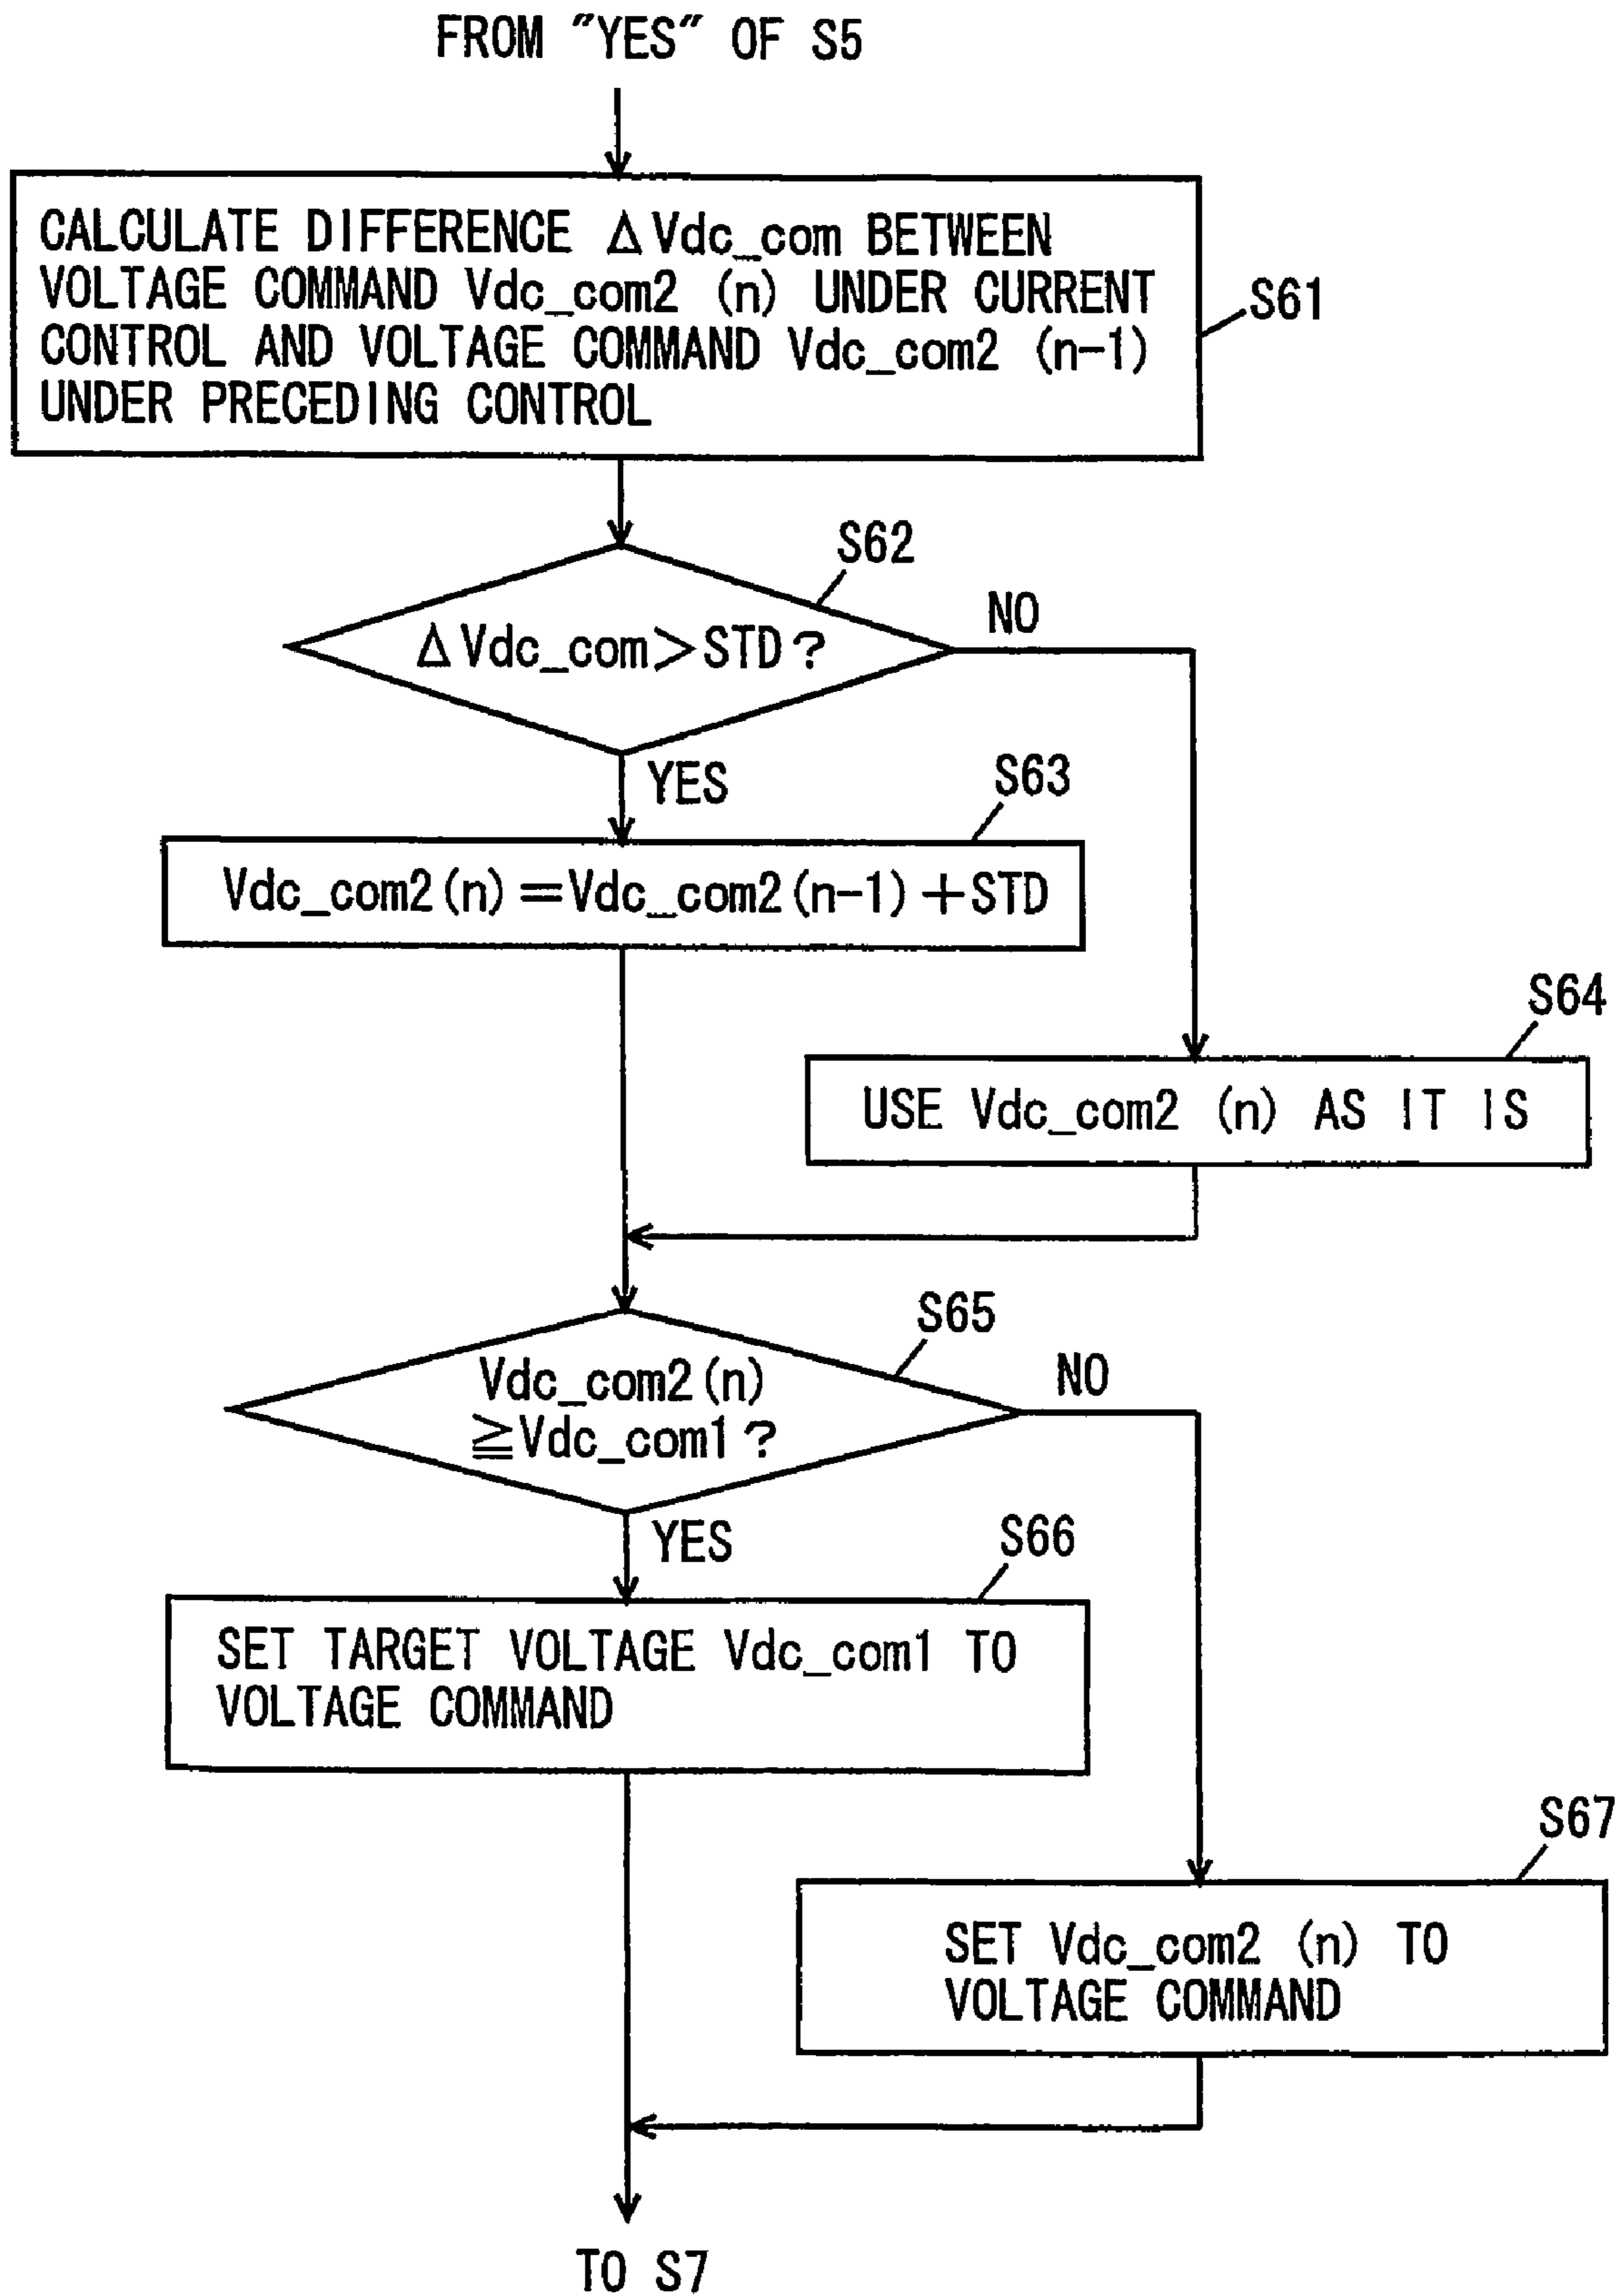 FROM "YES" OF S5
CALCULATE DIFFERENCE ΔVdc_com BETWEEN
VOLTAGE COMMAND Vdc_com2 (n) UNDER CURRENT
CONTROL AND VOLTAGE COMMAND Vdc_com2 (n-1)
UNDER PRECEDING CONTROL
S61
S62
ΔVdc_com>STD?
NO
YES
S63
Vdc_com2(n)=Vdc_com2(n-1)+STD
S64
USE Vdc_com2 (n) AS IT IS
S65
Vdc_com2(n)
≧Vdc_com1?
NO
YES
S66
SET TARGET VOLTAGE Vdc_com1 TO
VOLTAGE COMMAND
S67
SET Vdc_com2 (n) TO
VOLTAGE COMMAND
TO S7